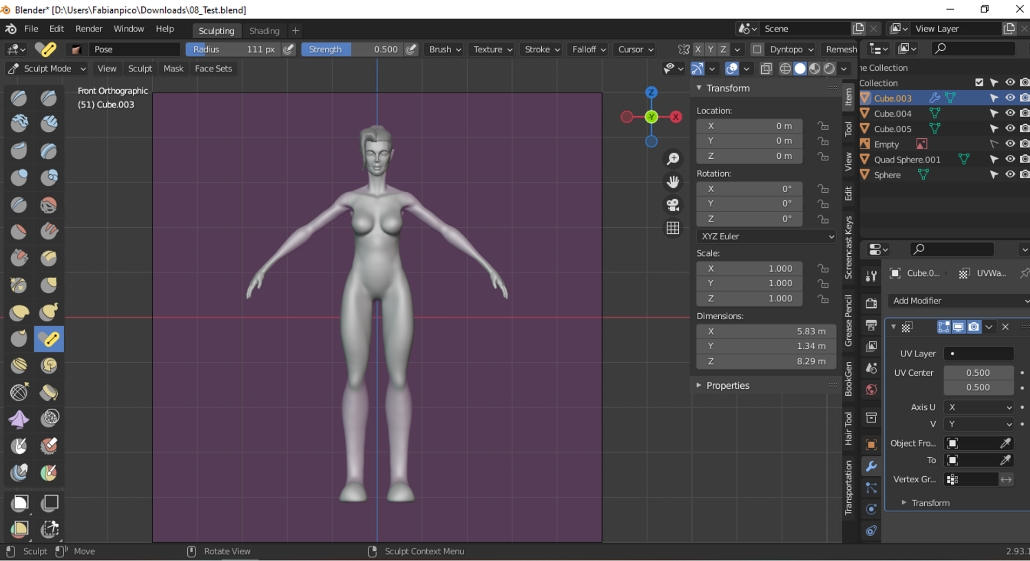 Blender* [D:\Users\Fabianpico\Downloads\08_Test.blend]
File Edit Render Window Help Sculpting Shading + Scene View Layer
Pose Radius 111 px Strength 0.500 Brush Texture Stroke Falloff Cursor X Y Z Dyntopo Remesh
Sculpt Mode View Sculpt Mask Face Sets
Front Orthographic
(51) Cube.003
Z
Y
X
Transform
Location:
X 0 m
Y 0 m
Z 0 m
Rotation:
X 0°
Y 0°
Z 0°
XYZ Euler
Scale:
X 1.000
Y 1.000
Z 1.000
Dimensions:
X 5.83 m
Y 1.34 m
Z 8.29 m
Properties
Item
Tool
View
Edit
Screencast Keys
Grease Pencil
BookGen
Hair Tool
Transportation
ne Collection
Collection
Cube.003
Cube.004
Cube.005
Empty
Quad Sphere.001
Sphere
Cube.0... UVWa...
Add Modifier
UV Layer
UV Center 0.500
0.500
Axis U X
V Y
Object Fro...
To
Vertex Gr...
Transform
Sculpt Move Rotate View Sculpt Context Menu 2.93.1